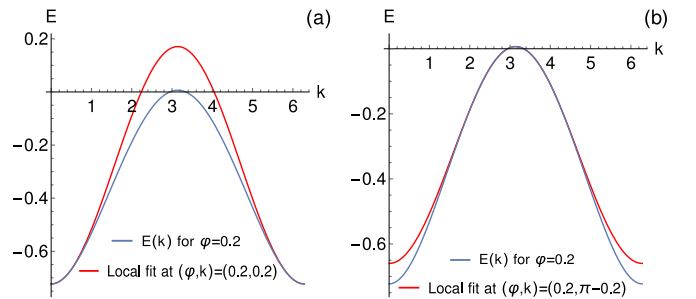 E
(a)
0.2
k
1 2 3 4 5 6
−0.2
−0.4
−0.6
E(k) for φ=0.2
Local fit at (φ,k)=(0.2,0.2)
E
(b)
k
1 2 3 4 5 6
−0.2
−0.4
−0.6
E(k) for φ=0.2
Local fit at (φ,k)=(0.2,π−0.2)